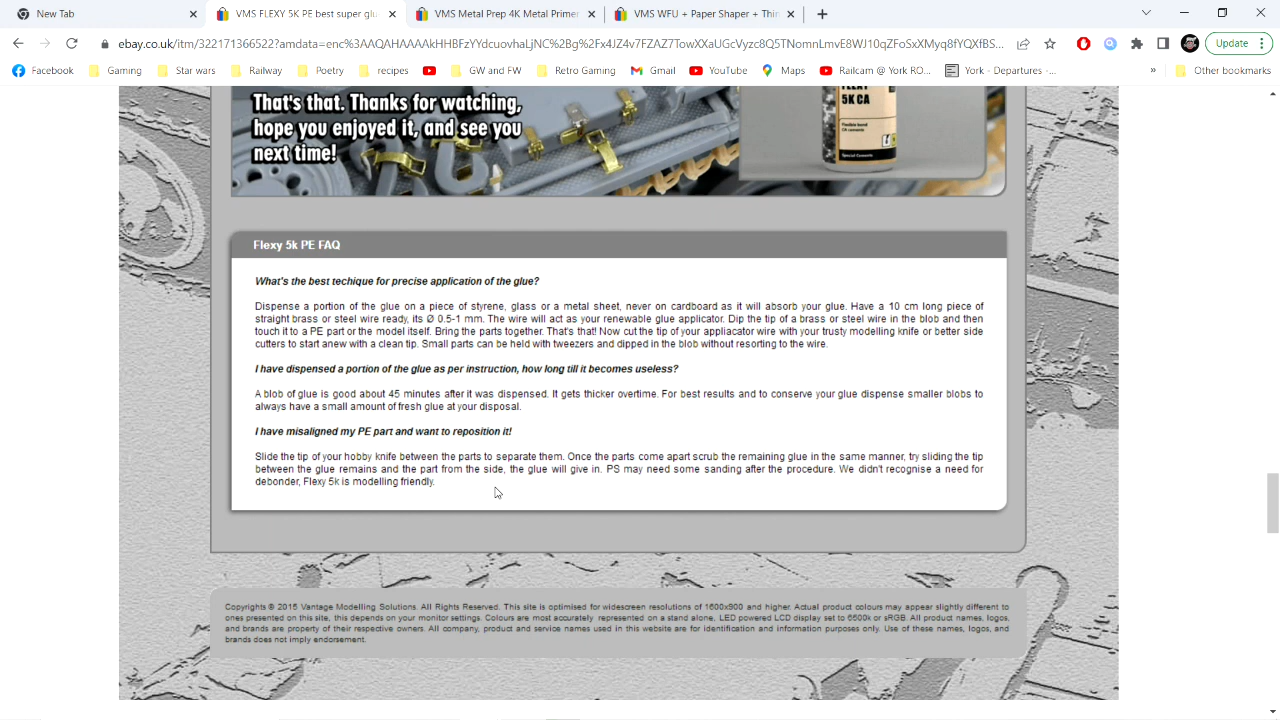 New Tab
VMS FLEXY 5K PE best super glu
VMS Metal Prep 4K Metal Primer
VMS WFU + Paper Shaper + Thin
Update
Facebook
Gaming
Star wars
Railway
Poetry
recipes
GW and FW
Retro Gaming
Gmail
YouTube
Maps
Railcam @ York RO...
York - Departures -...
Other bookmarks
That's that. Thanks for watching,
hope you enjoyed it, and see you
next time!
5K CA
Flexible bond
CA cements
Special Cements
Flexy 5k PE FAQ
What's the best techique for precise application of the glue?
Dispense a portion of the glue on a piece of styrene, glass or a metal sheet, never on cardboard as it will absorb your glue. Have a 10 cm long piece of
straight brass or steel wire ready, its Ø 0.5-1 mm. The wire will act as your renewable glue applicator. Dip the tip of a brass or steel wire in the blob and then
touch it to a PE part or the model itself. Bring the parts together. That's that! Now cut the tip of your appliacator wire with your trusty modelling knife or better side
cutters to start anew with a clean tip. Small parts can be held with tweezers and dipped in the blob without resorting to the wire.
I have dispensed a portion of the glue as per instruction, how long till it becomes useless?
A blob of glue is good about 45 minutes after it was dispensed. It gets thicker overtime. For best results and to conserve your glue dispense smaller blobs to
always have a small amount of fresh glue at your disposal.
I have misaligned my PE part and want to reposition it!
Slide the tip of your hobby knife between the parts to separate them. Once the parts come apart scrub the remaining glue in the same manner, try sliding the tip
between the glue remains and the part from the side, the glue will give in. PS may need some sanding after the procedure. We didn't recognise a need for
debonder, Flexy 5k is modelling friendly.
Copyrights © 2015 Vantage Modelling Solutions. All Rights Reserved. This site is optimised for widescreen resolutions of 1600x900 and higher. Actual product colours may appear slightly different to
ones presented on this site, this depends on your monitor settings. Colours are most accurately represented on a stand alone, LED powered LCD display set to 6500k or sRGB. All product names, logos,
and brands are property of their respective owners. All company, product and service names used in this website are for identification and information purposes only. Use of these names, logos, and
brands does not imply endorsement.